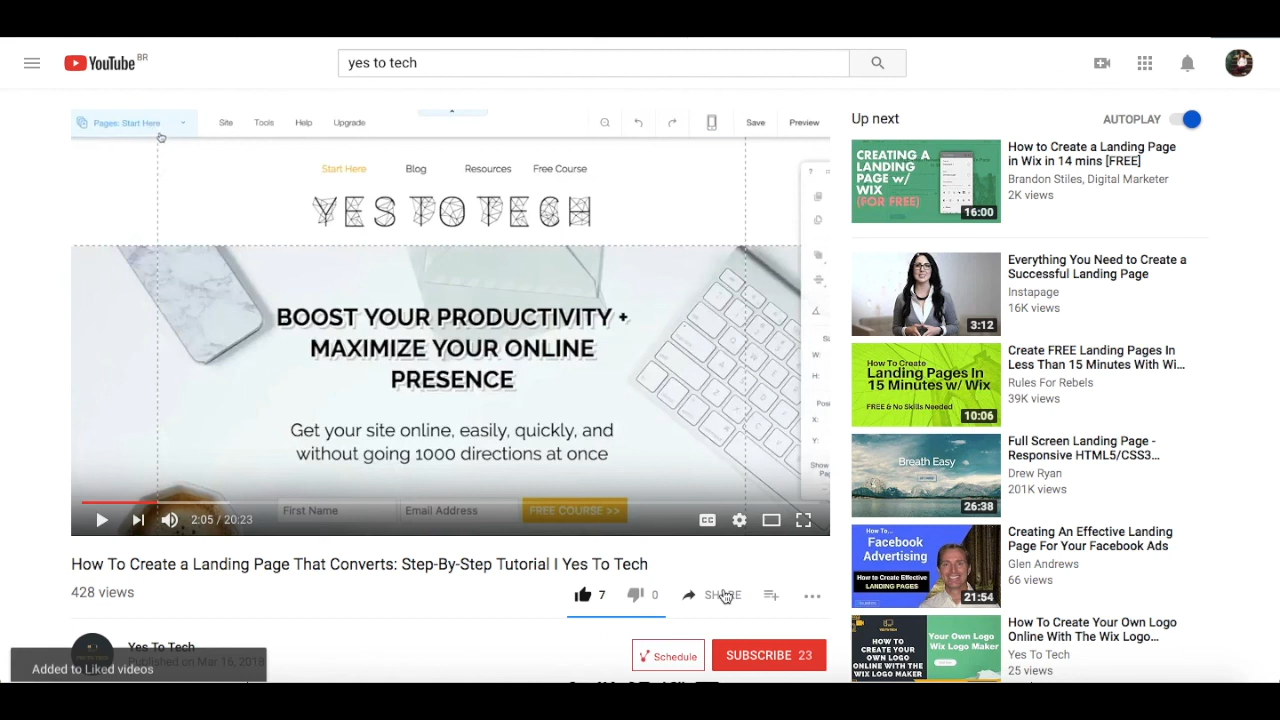 YouTube BR
yes to tech
Pages: Start Here
Site
Tools
Help
Upgrade
Save
Preview
Start Here
Blog
Resources
Free Course
YES TO TECH
BOOST YOUR PRODUCTIVITY +
MAXIMIZE YOUR ONLINE
PRESENCE
Get your site online, easily, quickly, and
without going 1000 directions at once
First Name
Email Address
FREE COURSE >>
?
W:
H:
X:
Y:
Show
2:05 / 20:23
CC
How To Create a Landing Page That Converts: Step-By-Step Tutorial I Yes To Tech
428 views
7
0
SHARE
Yes To Tech
Published on Mar 16, 2018
Added to Liked videos
Schedule
SUBSCRIBE 23
Up next
AUTOPLAY
CREATING A
LANDING
PAGE w/
WIX
(FOR FREE)
16:00
How to Create a Landing Page
in Wix in 14 mins [FREE]
Brandon Stiles, Digital Marketer
2K views
3:12
Everything You Need to Create a
Successful Landing Page
Instapage
16K views
How To Create
Landing Pages In
15 Minutes w/ Wix
FREE & No Skills Needed
10:06
Create FREE Landing Pages In
Less Than 15 Minutes With Wi...
Rules For Rebels
39K views
Breath Easy
26:38
Full Screen Landing Page -
Responsive HTML5/CSS3...
Drew Ryan
201K views
How To...
Facebook
Advertising
How to Create Effective
LANDING PAGES
21:54
Creating An Effective Landing
Page For Your Facebook Ads
Glen Andrews
66 views
HOW TO
CREATE YOUR
OWN LOGO
ONLINE WITH THE
WIX LOGO MAKER
Your Own Logo
Wix Logo Maker
How To Create Your Own Logo
Online With The Wix Logo...
Yes To Tech
25 views